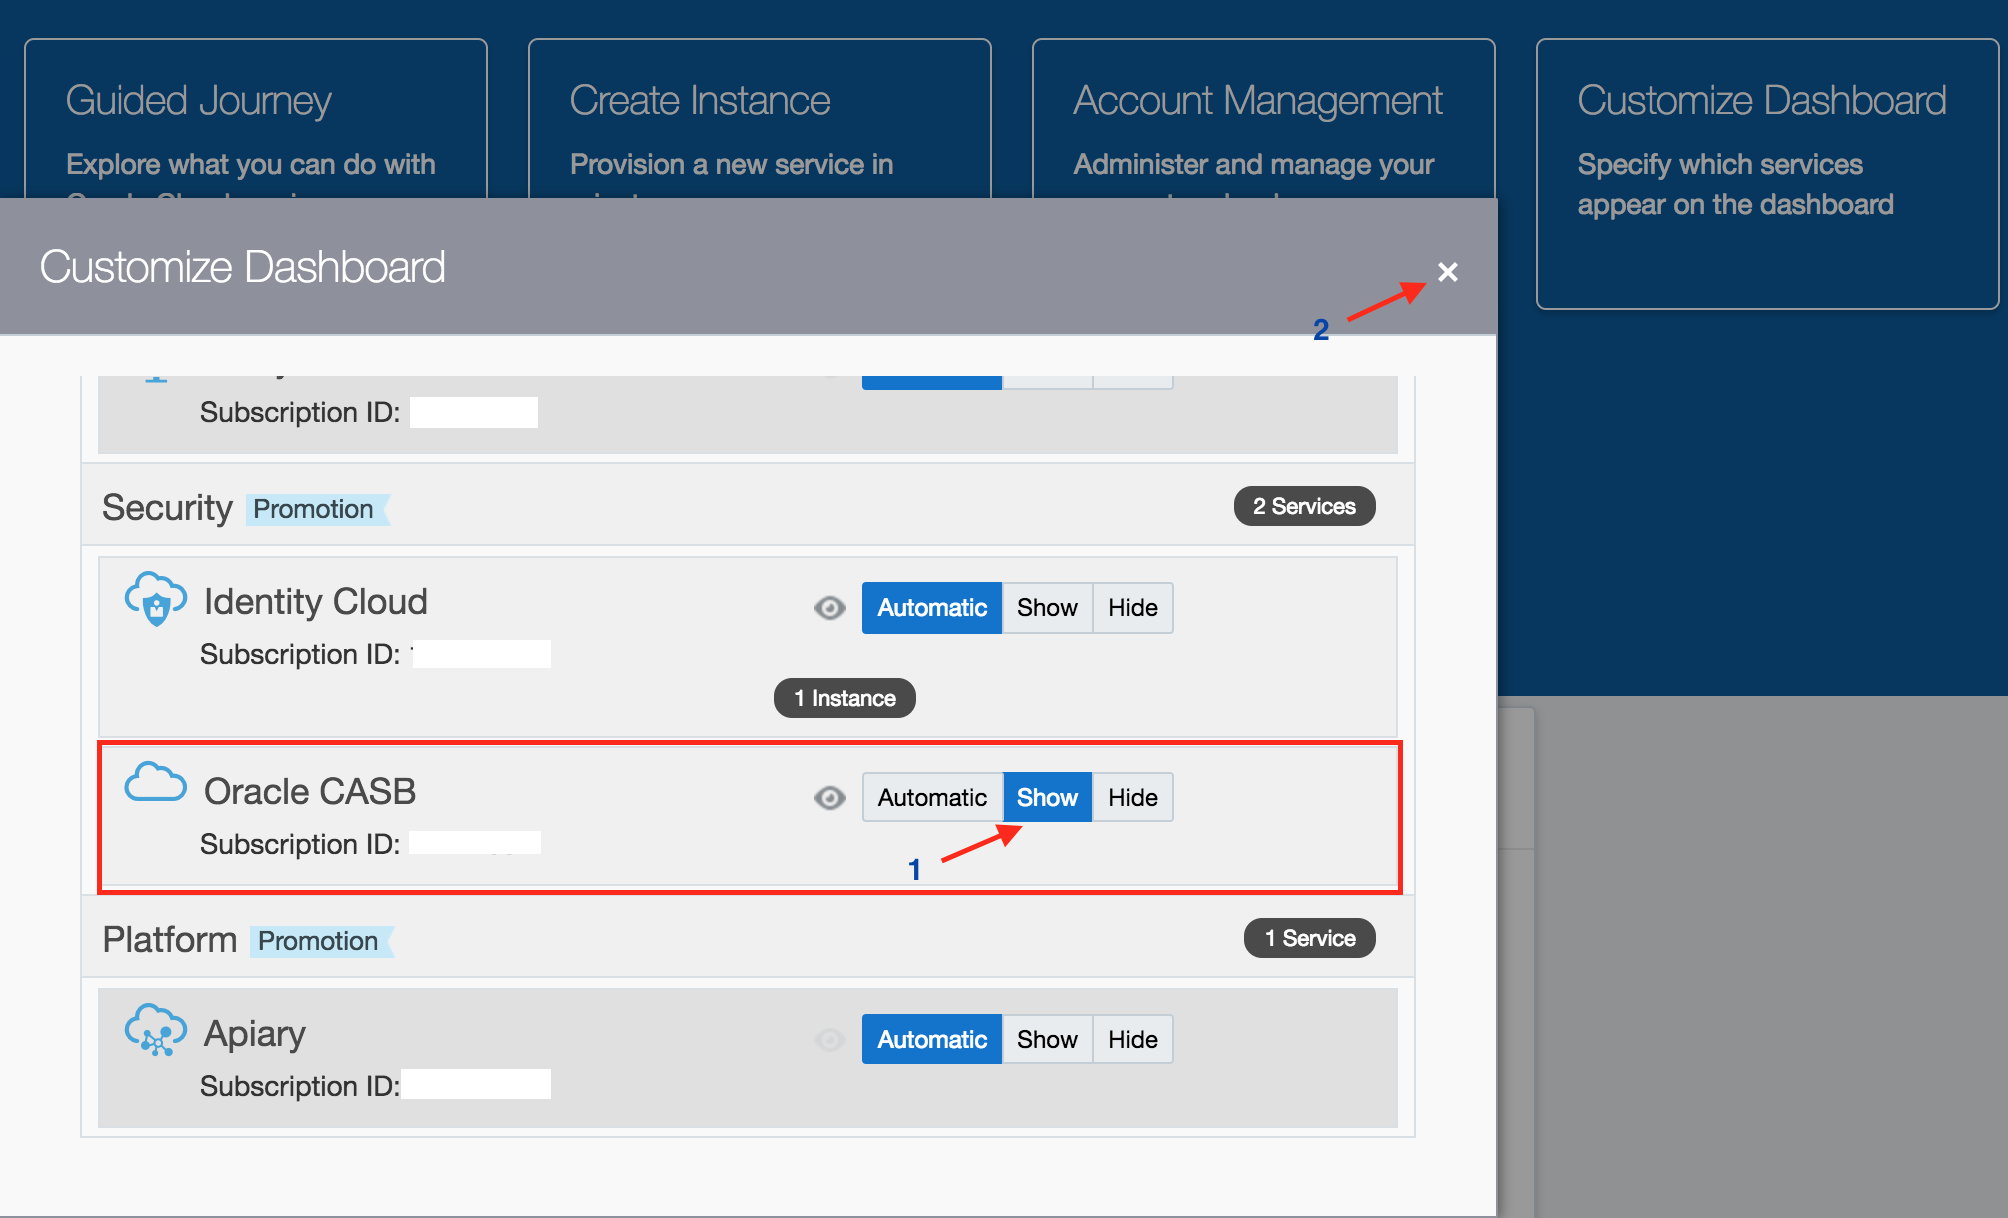 Guided Journey
Explore what you can do with
Create Instance
Provision a new service in
Account Management
Administer and manage your
Customize Dashboard
Specify which services
appear on the dashboard
Customize Dashboard
2
Subscription ID:
Security Promotion 2 Services
Identity Cloud Automatic Show Hide
Subscription ID:
1 Instance
Oracle CASB Automatic Show Hide
Subscription ID:
1
Platform Promotion 1 Service
Apiary Automatic Show Hide
Subscription ID: